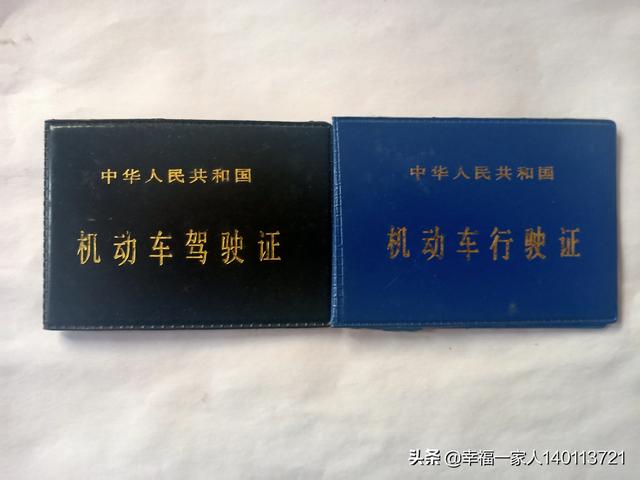 中华人民共和国
机动车驾驶证
中华人民共和国
机动车行驶证
头条 @幸福一家人140113721